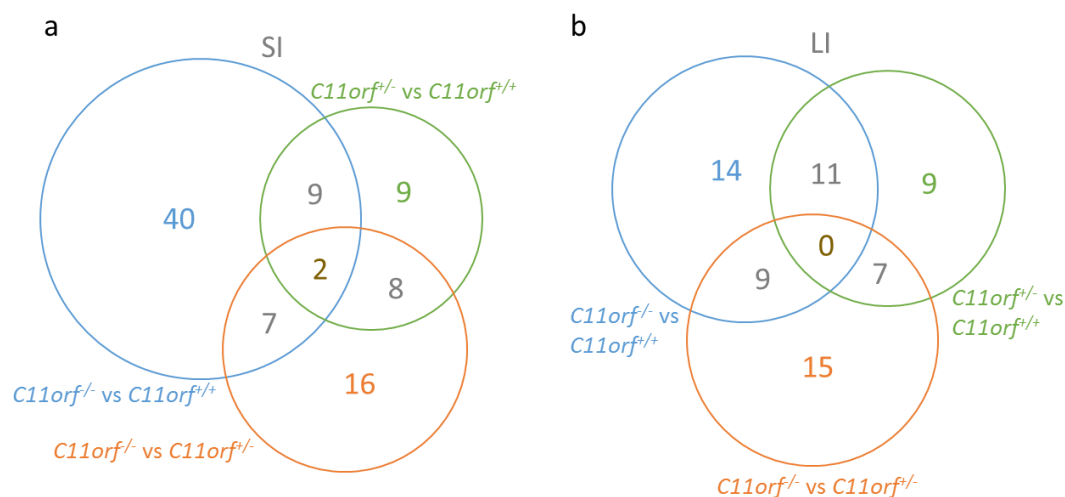 a
SI
C11orf+/- vs C11orf+/+
9
9
40
2
8
7
16
C11orf-/- vs C11orf+/+
C11orf-/- vs C11orf+/-
b
LI
14
11
9
0
9
7
C11orf-/- vs
C11orf+/+
C11orf+/- vs
C11orf+/+
15
C11orf-/- vs C11orf+/-